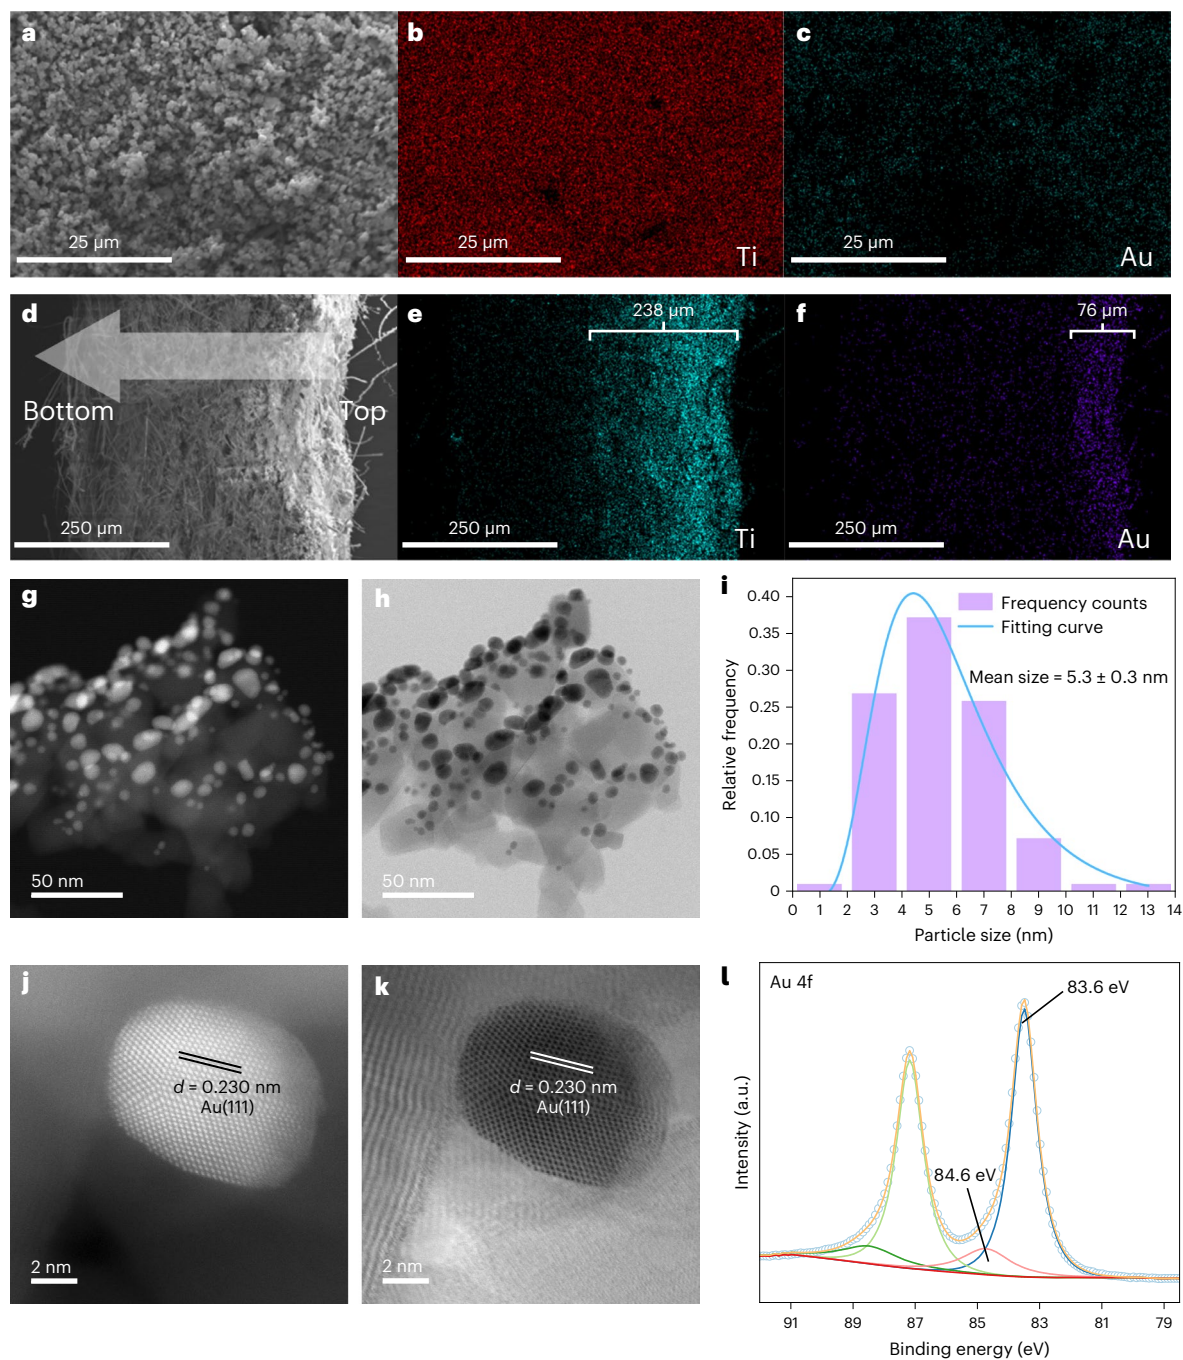 a
25 µm
b
25 µm
Ti
c
25 µm
Au
d
Bottom
Top
250 µm
e
238 µm
250 µm
Ti
f
76 µm
250 µm
Au
g
50 nm
h
50 nm
i
Relative frequency
0.40
0.35
0.30
0.25
0.20
0.15
0.10
0.05
0
Frequency counts
Fitting curve
Mean size = 5.3 ± 0.3 nm
0 1 2 3 4 5 6 7 8 9 10 11 12 13 14
Particle size (nm)
j
d = 0.230 nm
Au(111)
2 nm
k
d = 0.230 nm
Au(111)
2 nm
l
Au 4f
83.6 eV
84.6 eV
Intensity (a.u.)
91 89 87 85 83 81 79
Binding energy (eV)